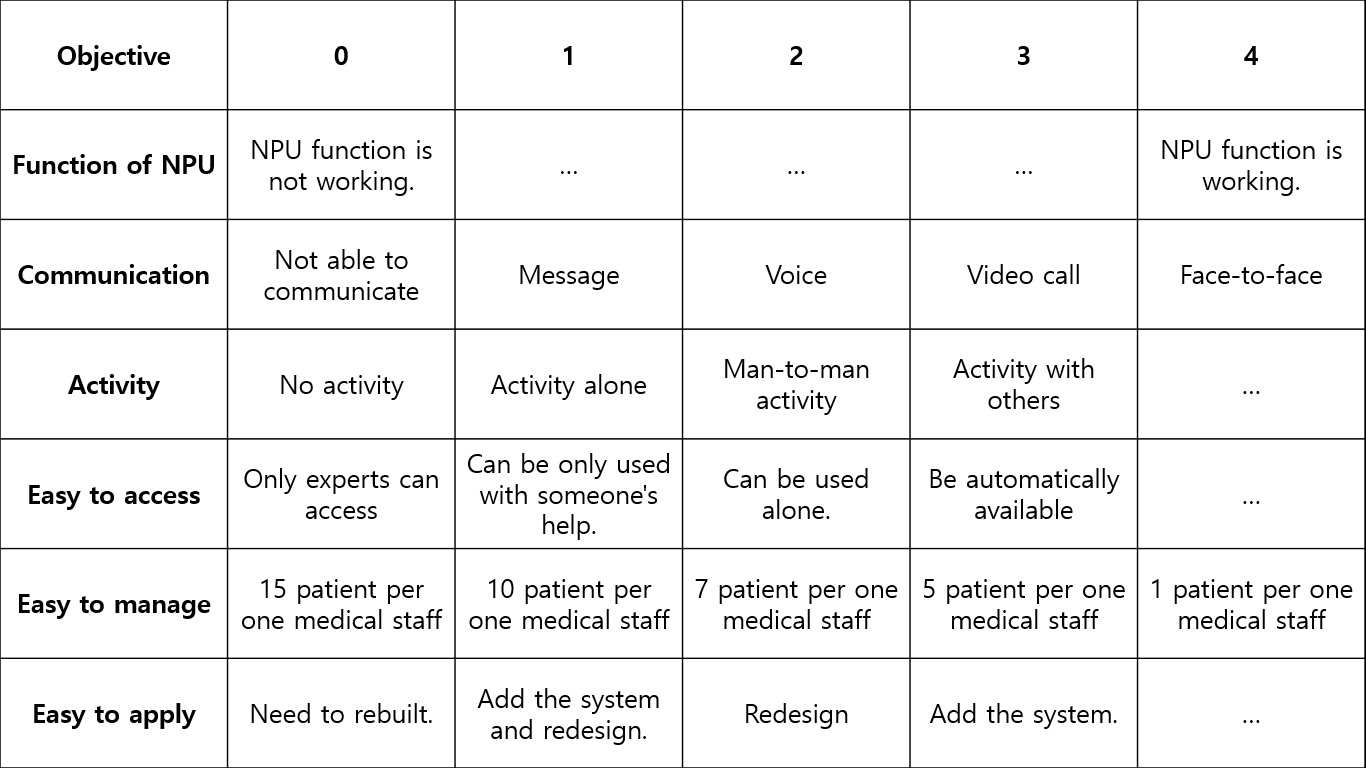 Objective 0 1 2 3 4
Function of NPU
NPU function is
not working.
...
...
...
NPU function is
working.
Communication
Not able to
communicate
Message
Voice
Video call
Face-to-face
Activity
No activity
Activity alone
Man-to-man
activity
Activity with
others
...
Easy to access
Only experts can
access
Can be only used
with someone's
help.
Can be used
alone.
Be automatically
available
...
Easy to manage
15 patient per
one medical staff
10 patient per
one medical staff
7 patient per one
medical staff
5 patient per one
medical staff
1 patient per one
medical staff
Easy to apply
Need to rebuilt.
Add the system
and redesign.
Redesign
Add the system.
...